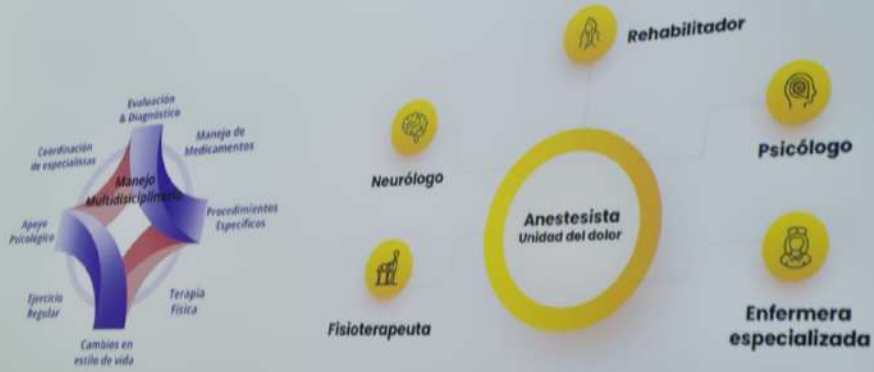 Evaluación
& Diagnóstico
Coordinación
de especialistas
Manejo de
Medicamentos
Manejo
Multidisiciplinario
Apoyo
Psicológico
Procedimientos
Específicos
Ejercicio
Regular
Terapia
Física
Cambios en
estilo de vida
Rehabilitador
Neurólogo
Psicólogo
Anestesista
Unidad del dolor
Fisioterapeuta
Enfermera
especializada